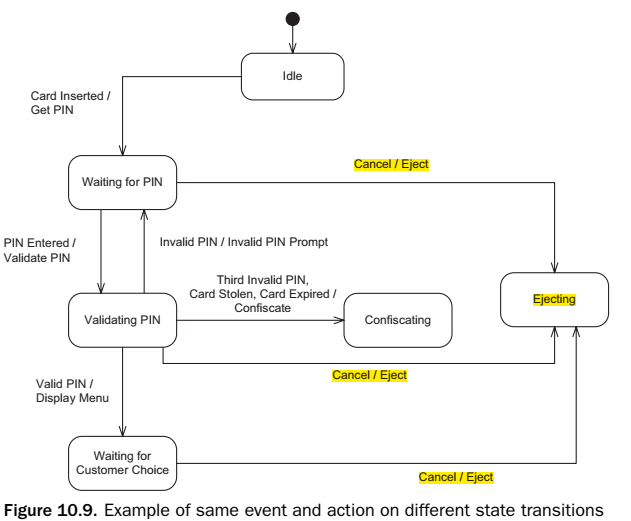 Idle
Card Inserted /
Get PIN
Cancel / Eject
Waiting for PIN
PIN Entered /
Validate PIN
Invalid PIN / Invalid PIN Prompt
Third Invalid PIN,
Card Stolen, Card Expired /
Confiscate
Ejecting
Validating PIN
Confiscating
Cancel / Eject
Valid PIN /
Display Menu
Waiting for
Customer Choice
Cancel / Eject
Figure 10.9. Example of same event and action on different state transitions